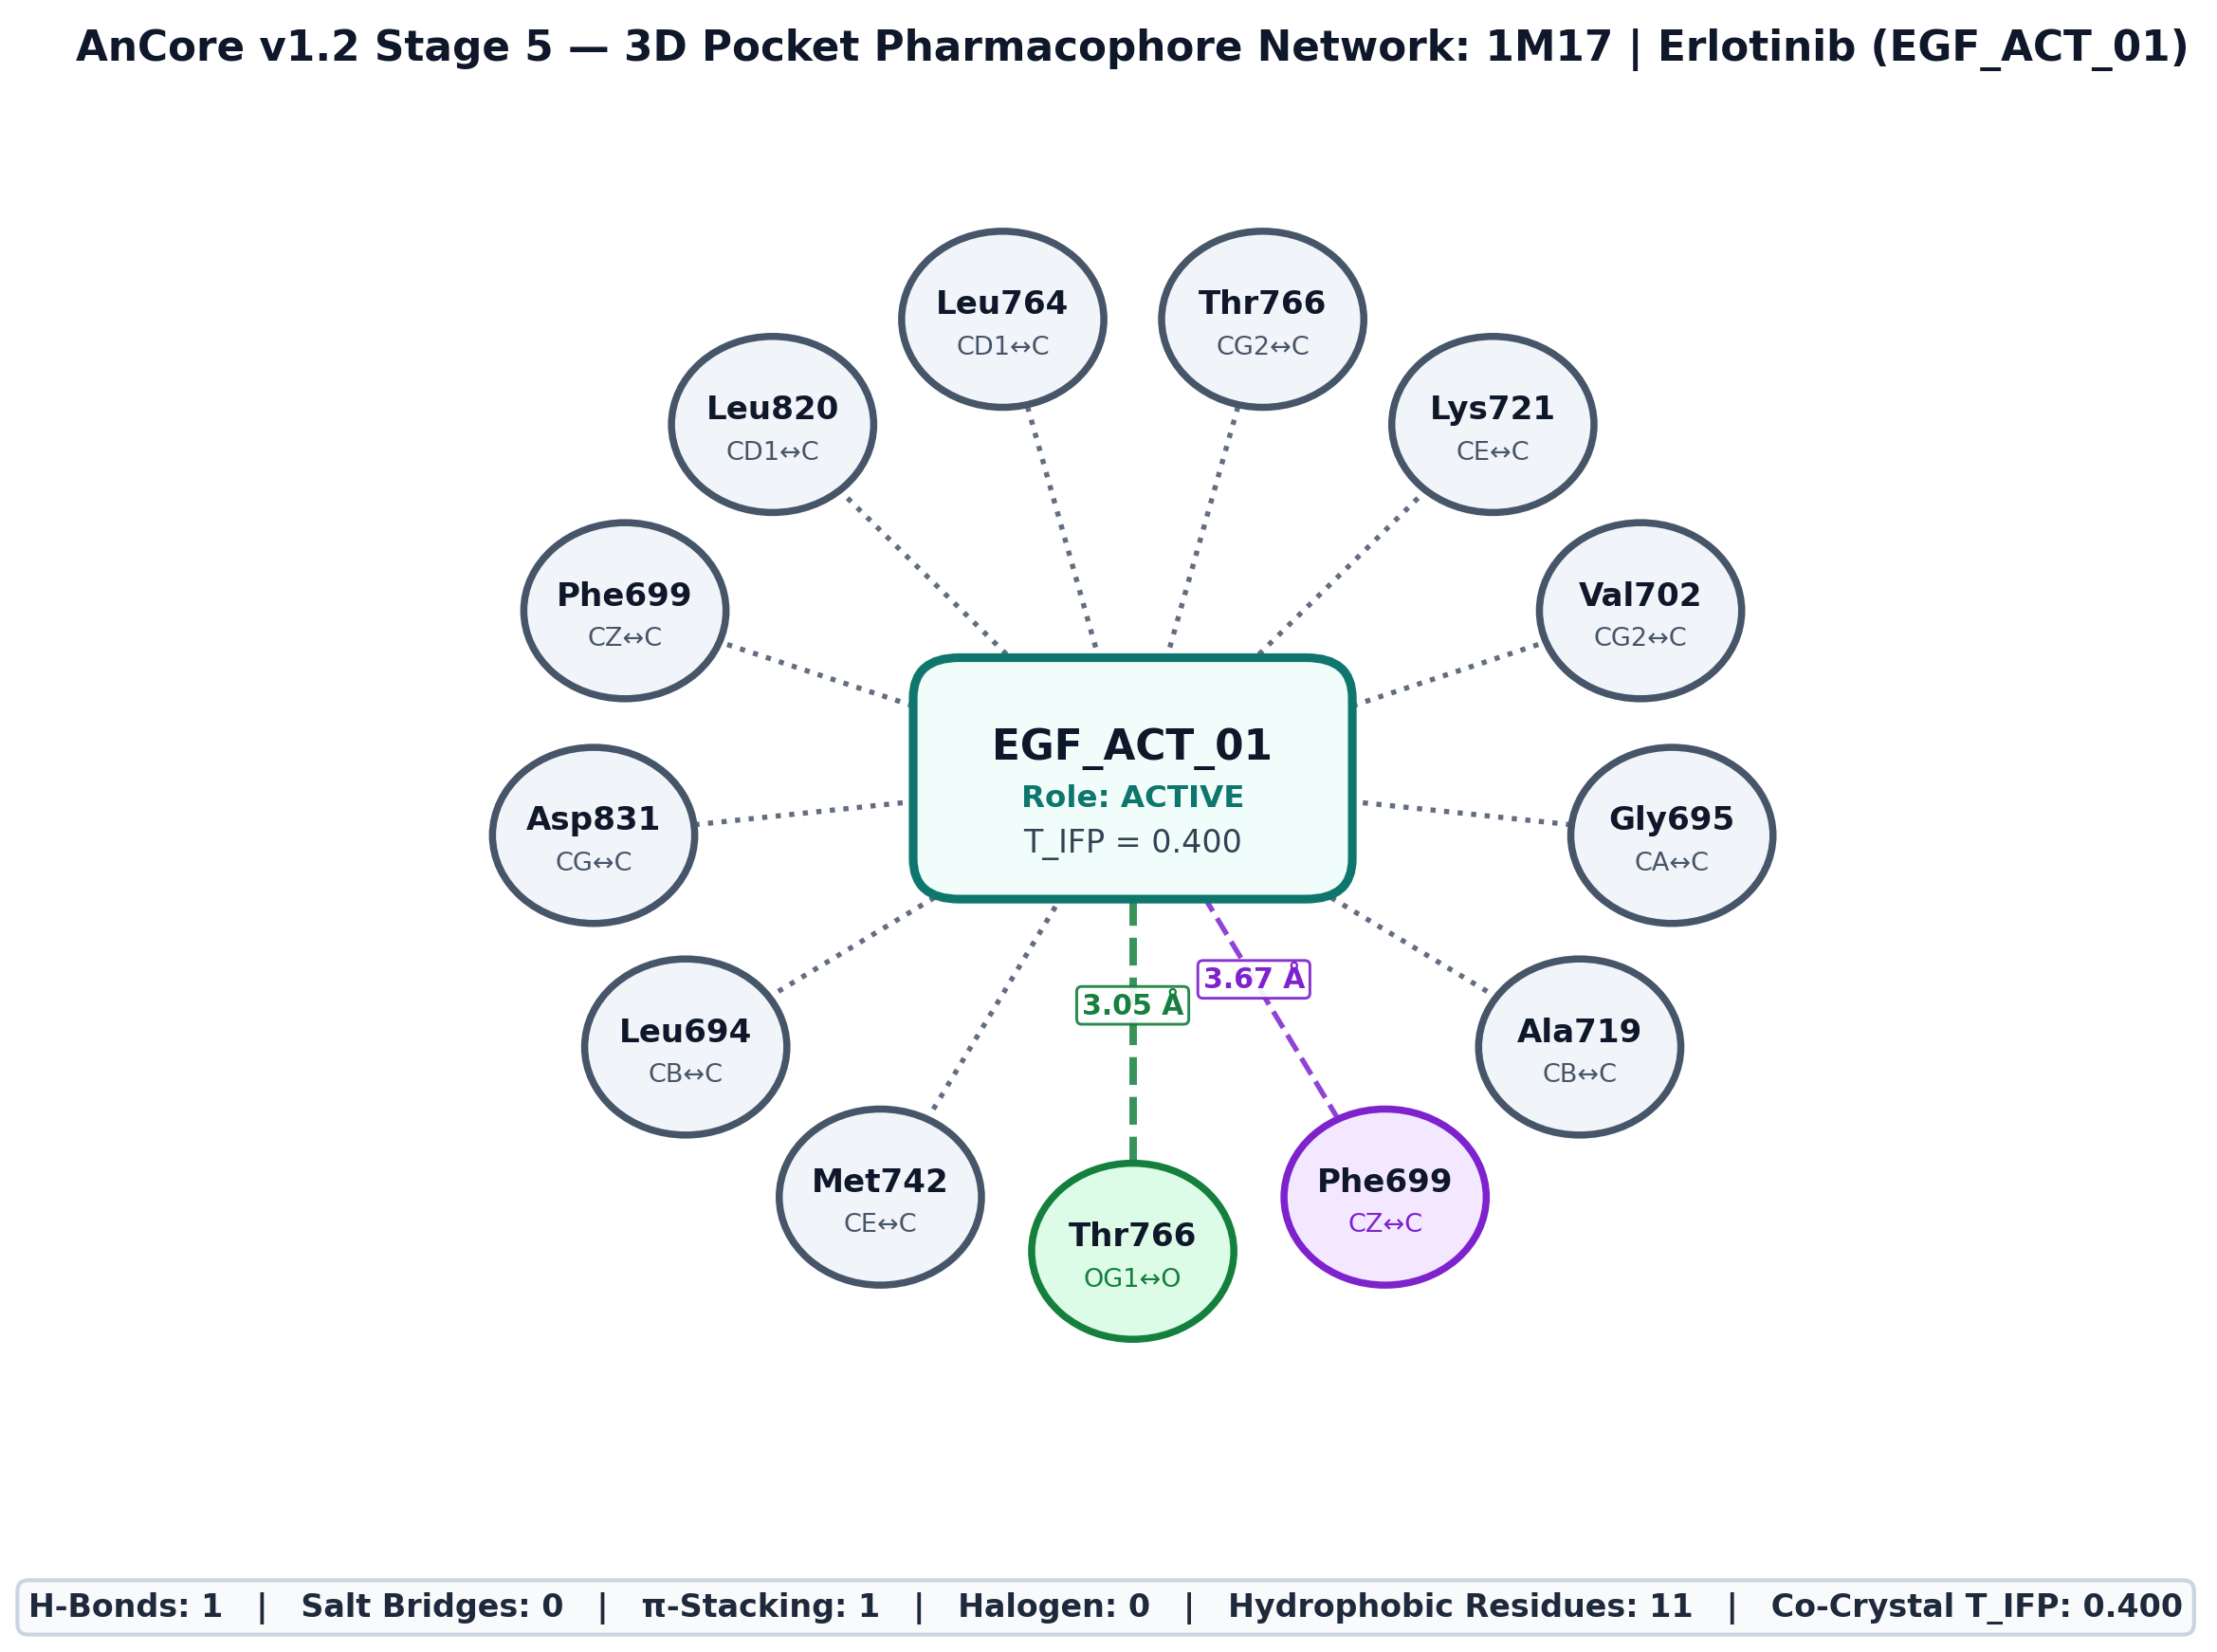 AnCore v1.2 Stage 5 — 3D Pocket Pharmacophore Network: 1M17 | Erlotinib (EGF_ACT_01)
Leu764
CD1↔C
Thr766
CG2↔C
Leu820
CD1↔C
Lys721
CE↔C
Phe699
CZ↔C
Val702
CG2↔C
EGF_ACT_01
Role: ACTIVE
T_IFP = 0.400
Asp831
CG↔C
Gly695
CA↔C
3.67 Å
3.05 Å
Leu694
CB↔C
Ala719
CB↔C
Met742
CE↔C
Phe699
CZ↔C
Thr766
OG1↔O
H-Bonds: 1 | Salt Bridges: 0 | π-Stacking: 1 | Halogen: 0 | Hydrophobic Residues: 11 | Co-Crystal T_IFP: 0.400